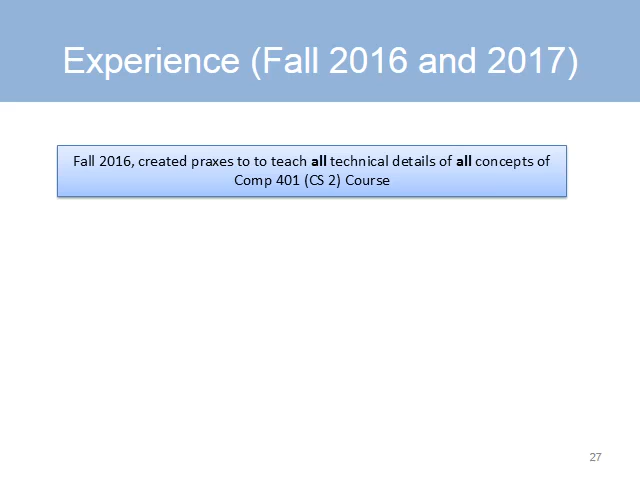 Experience (Fall 2016 and 2017)
Fall 2016, created praxes to to teach all technical details of all concepts of
Comp 401 (CS 2) Course
27